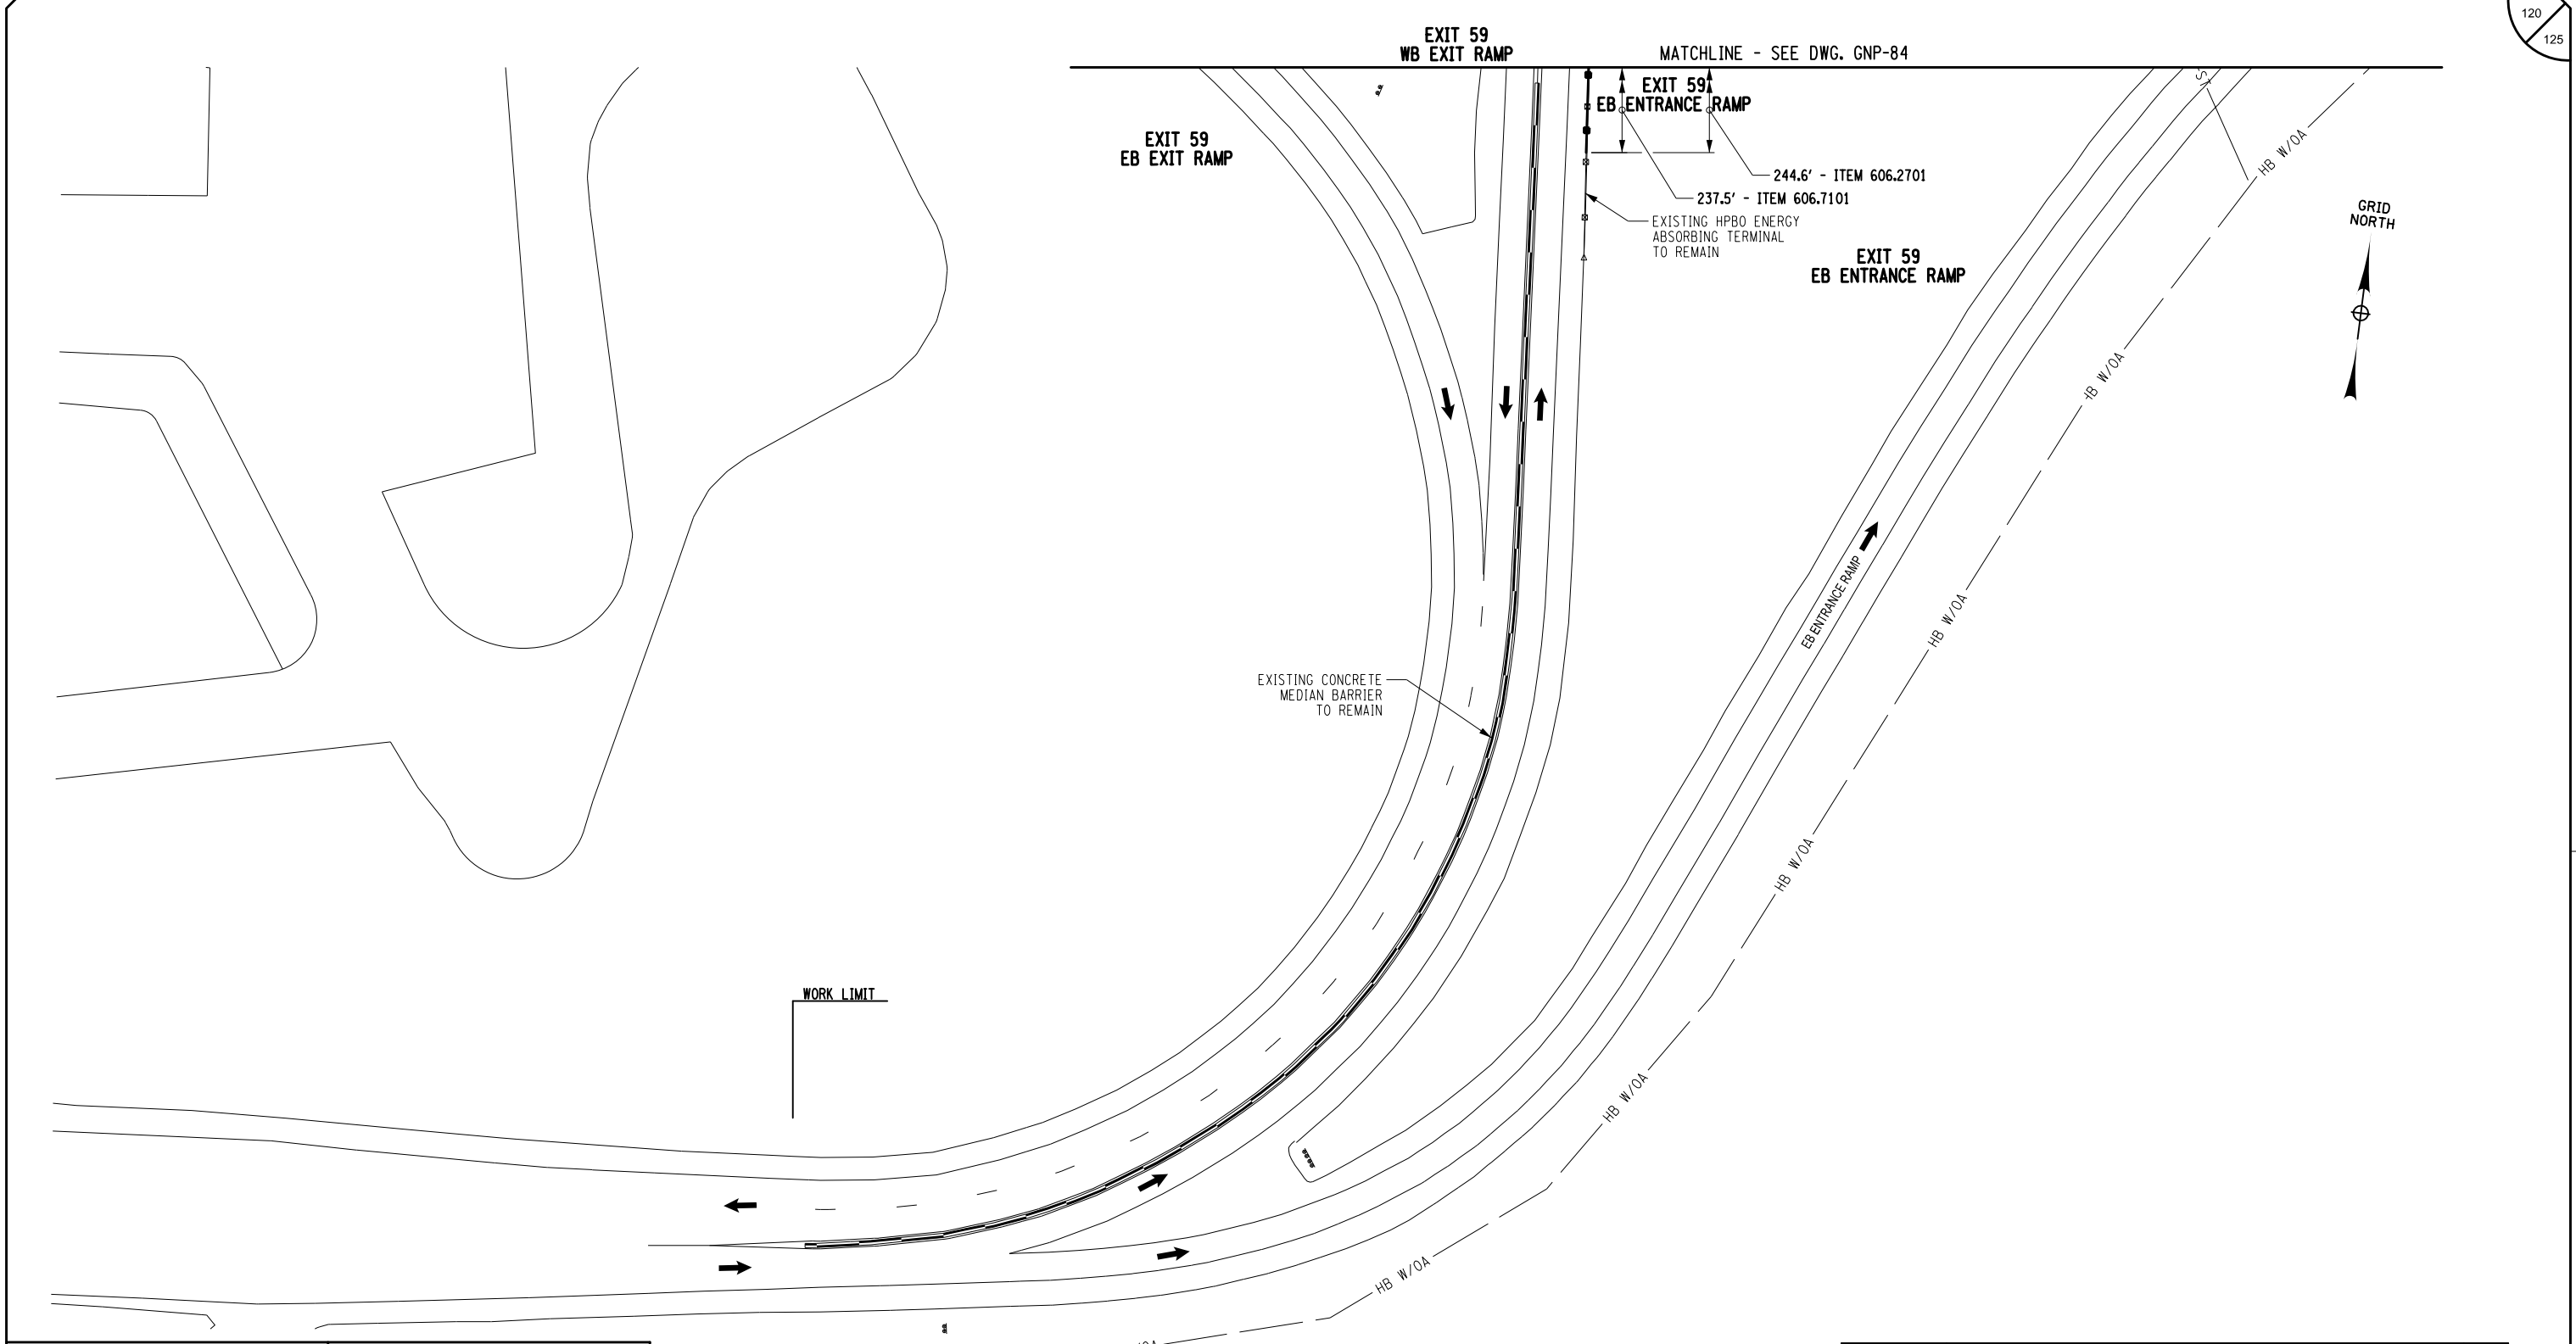 120
125
EXIT 59
WB EXIT RAMP
MATCHLINE - SEE DWG. GNP-84
EXIT 59
EB ENTRANCE RAMP
EXIT 59
EB EXIT RAMP
244.6' - ITEM 606.2701
237.5' - ITEM 606.7101
EXISTING HPBO ENERGY
ABSORBING TERMINAL
TO REMAIN
EXIT 59
EB ENTRANCE RAMP
HB W/OA
GRID
NORTH
HB W/OA
EB ENTRANCE RAMP
HB W/OA
EXISTING CONCRETE
MEDIAN BARRIER
TO REMAIN
HB W/OA
WORK LIMIT
HB W/OA
HB W/OA